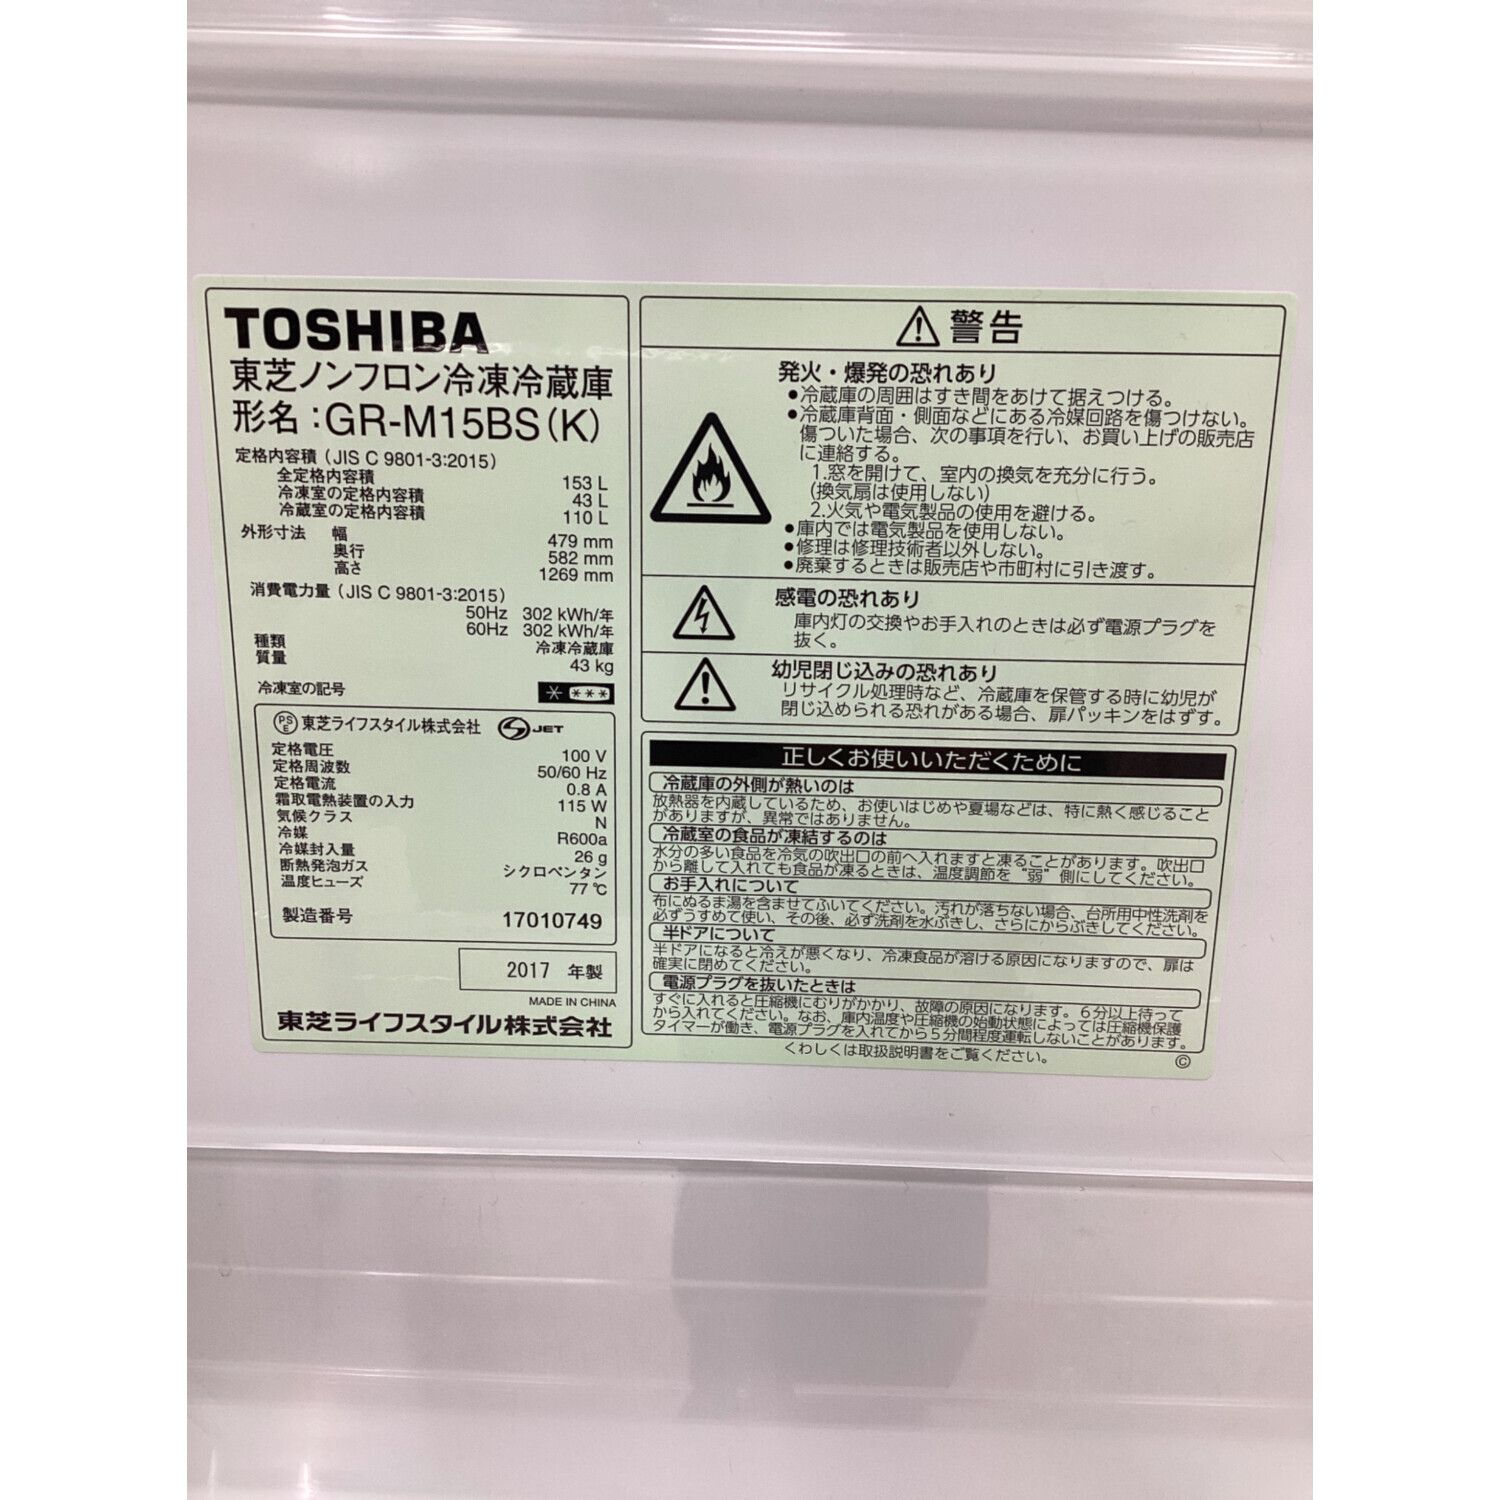 TOSHIBA
東芝ノンフロン冷凍冷蔵庫
形名：GR-M15BS(K)
定格内容積（JIS C 9801-3:2015）
全定格内容積 153 L
冷凍室の定格内容積 43 L
冷蔵室の定格内容積 110 L
外形寸法 幅 479 mm
奥行 582 mm
高さ 1269 mm
消費電力量（JIS C 9801-3:2015）
50Hz 302 kWh/年
60Hz 302 kWh/年
種類 冷凍冷蔵庫
質量 43 kg
冷凍室の記号 * ***
PSE 東芝ライフスタイル株式会社 JET
定格電圧 100 V
定格周波数 50/60 Hz
定格電流 0.8 A
霜取電熱装置の入力 115 W
気候クラス N
冷媒 R600a
冷媒封入量 26 g
断熱発泡ガス シクロペンタン
温度ヒューズ 77 ℃
製造番号 17010749
2017 年製
MADE IN CHINA
東芝ライフスタイル株式会社
警告
発火・爆発の恐れあり
●冷蔵庫の周囲はすき間をあけて据えつける。
●冷蔵庫背面・側面などにある冷媒回路を傷つけない。
傷ついた場合、次の事項を行い、お買い上げの販売店
に連絡する。
1.窓を開けて、室内の換気を充分に行う。
(換気扇は使用しない)
2.火気や電気製品の使用を避ける。
●庫内では電気製品を使用しない。
●修理は修理技術者以外しない。
●廃棄するときは販売店や市町村に引き渡す。
感電の恐れあり
庫内灯の交換やお手入れのときは必ず電源プラグを
抜く。
幼児閉じ込みの恐れあり
リサイクル処理時など、冷蔵庫を保管する時に幼児が
閉じ込められる恐れがある場合、扉パッキンをはずす。
正しくお使いいただくために
冷蔵庫の外側が熱いのは
放熱器を内蔵しているため、お使いはじめや夏場などは、特に熱く感じること
がありますが、異常ではありません。
冷蔵室の食品が凍結するのは
水分の多い食品を冷気の吹出口の前へ入れますと凍ることがあります。吹出口
から離して入れても食品が凍るときは、温度調節を"弱"側にしてください。
お手入れについて
布にぬるま湯を含ませてふいてください。汚れが落ちない場合、台所用中性洗剤を
必ずうすめて使い、その後、必ず洗剤を水ぶきし、さらにからぶきしてください。
半ドアについて
半ドアになると冷えが悪くなり、冷凍食品が溶ける原因になりますので、扉は
確実に閉めてください。
電源プラグを抜いたときは
すぐに入れると圧縮機にむりがかかり、故障の原因になります。6分以上待って
から入れてください。なお、庫内温度や圧縮機の始動状態によっては圧縮機保護
タイマーが働き、電源プラグを入れてから5分間程度運転しないことがあります。
くわしくは取扱説明書をご覧ください。
©